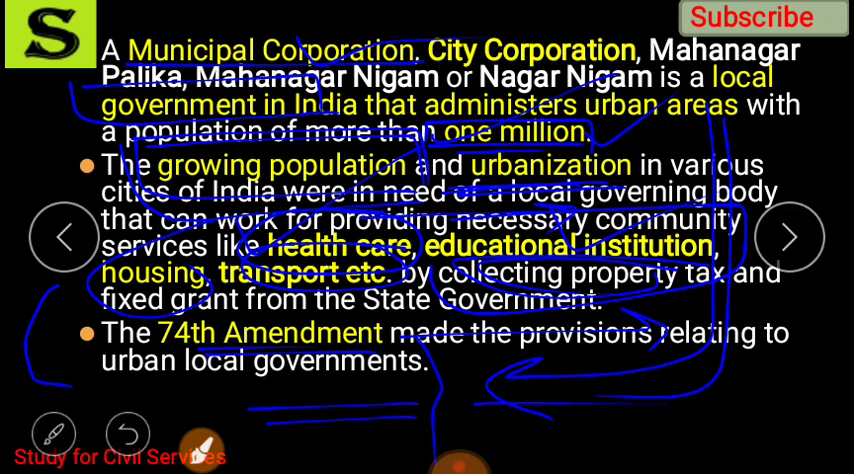 S
Subscribe
A Municipal Corporation, City Corporation, Mahanagar
Palika, Mahanagar Nigam or Nagar Nigam is a local
government in India that administers urban areas with
a population of more than one million.
The growing population and urbanization in various
cities of India were in need of a local governing body
that can work for providing necessary community
services like health care, educational institution,
housing, transport etc. by collecting property tax and
fixed grant from the State Government.
The 74th Amendment made the provisions relating to
urban local governments.
Study for Civil Services